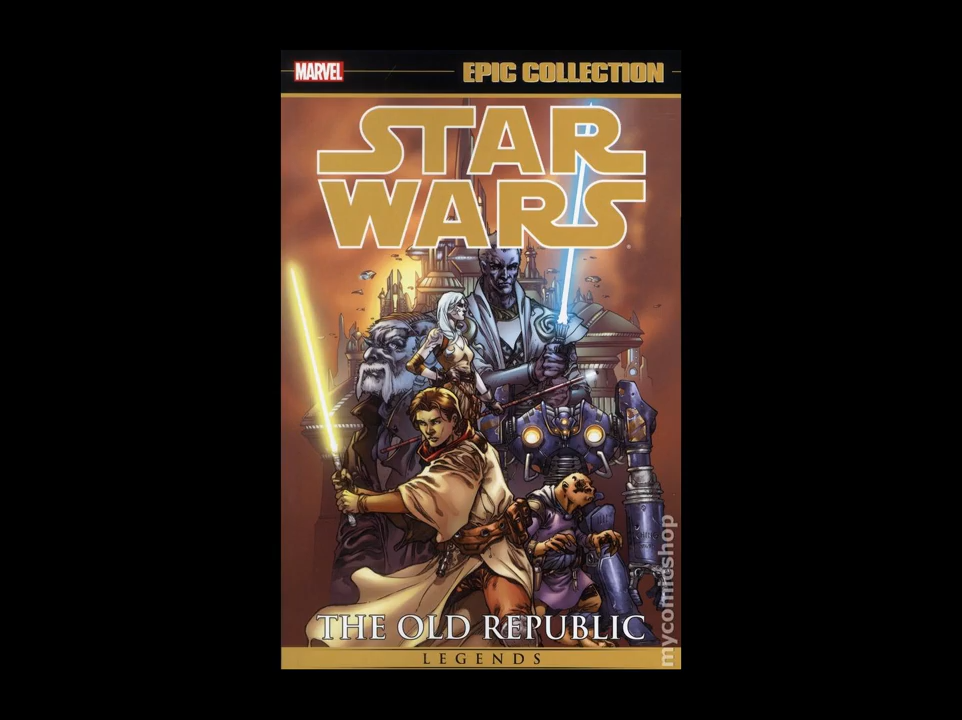 MARVEL
EPIC COLLECTION
STAR
WARS
THE OLD REPUBLIC
LEGENDS
mycomicshop